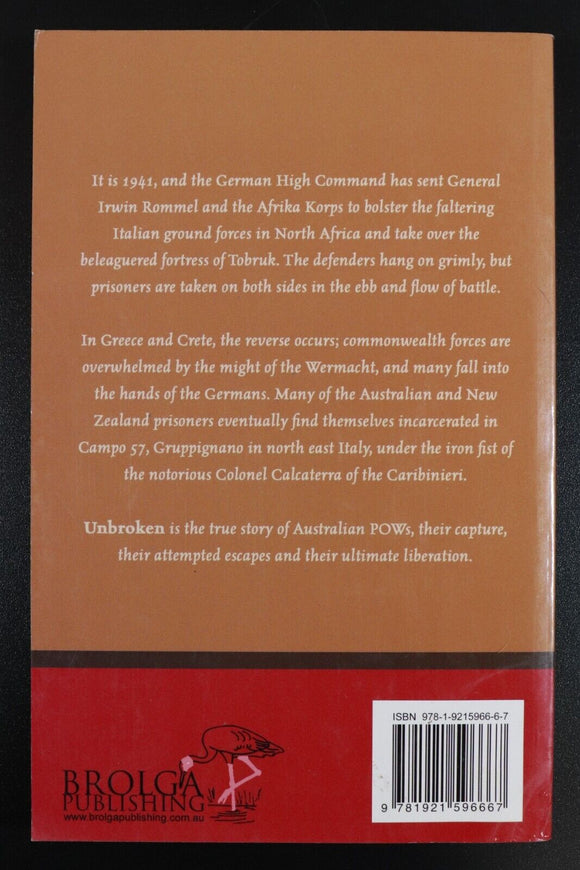 It is 1941, and the German High Command has sent General
Irwin Rommel and the Afrika Korps to bolster the faltering
Italian ground forces in North Africa and take over the
beleaguered fortress of Tobruk. The defenders hang on grimly, but
prisoners are taken on both sides in the ebb and flow of battle.
In Greece and Crete, the reverse occurs; commonwealth forces are
overwhelmed by the might of the Wermacht, and many fall into
the hands of the Germans. Many of the Australian and New
Zealand prisoners eventually find themselves incarcerated in
Campo 57, Gruppignano in north east Italy, under the iron fist of
the notorious Colonel Calcaterra of the Caribinieri.
Unbroken is the true story of Australian POWs, their capture,
their attempted escapes and their ultimate liberation.
ISBN 978-1-9215966-6-7
9 781921 596667
BROLGA
PUBLISHING
www.brolgapublishing.com.au